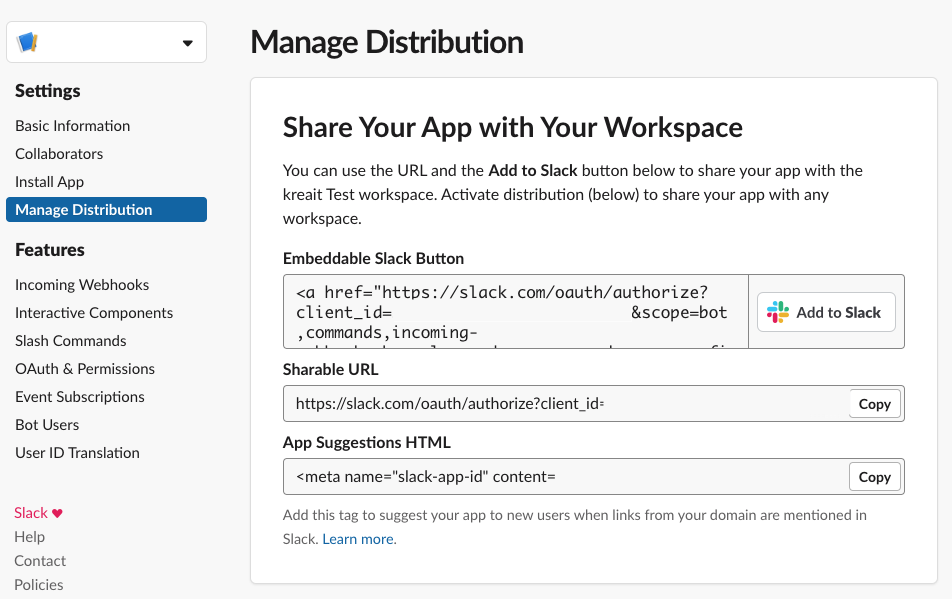 Manage Distribution
Settings
Basic Information
Collaborators
Install App
Manage Distribution
Features
Incoming Webhooks
Interactive Components
Slash Commands
OAuth & Permissions
Event Subscriptions
Bot Users
User ID Translation
Slack
Help
Contact
Policies
Share Your App with Your Workspace
You can use the URL and the Add to Slack button below to share your app with the
kreait Test workspace. Activate distribution (below) to share your app with any
workspace.
Embeddable Slack Button
<a href="https://slack.com/oauth/authorize?
client_id= &scope=bot
,commands,incoming-
Add to Slack
Sharable URL
https://slack.com/oauth/authorize?client_id=
Copy
App Suggestions HTML
<meta name="slack-app-id" content=
Copy
Add this tag to suggest your app to new users when links from your domain are mentioned in
Slack. Learn more.